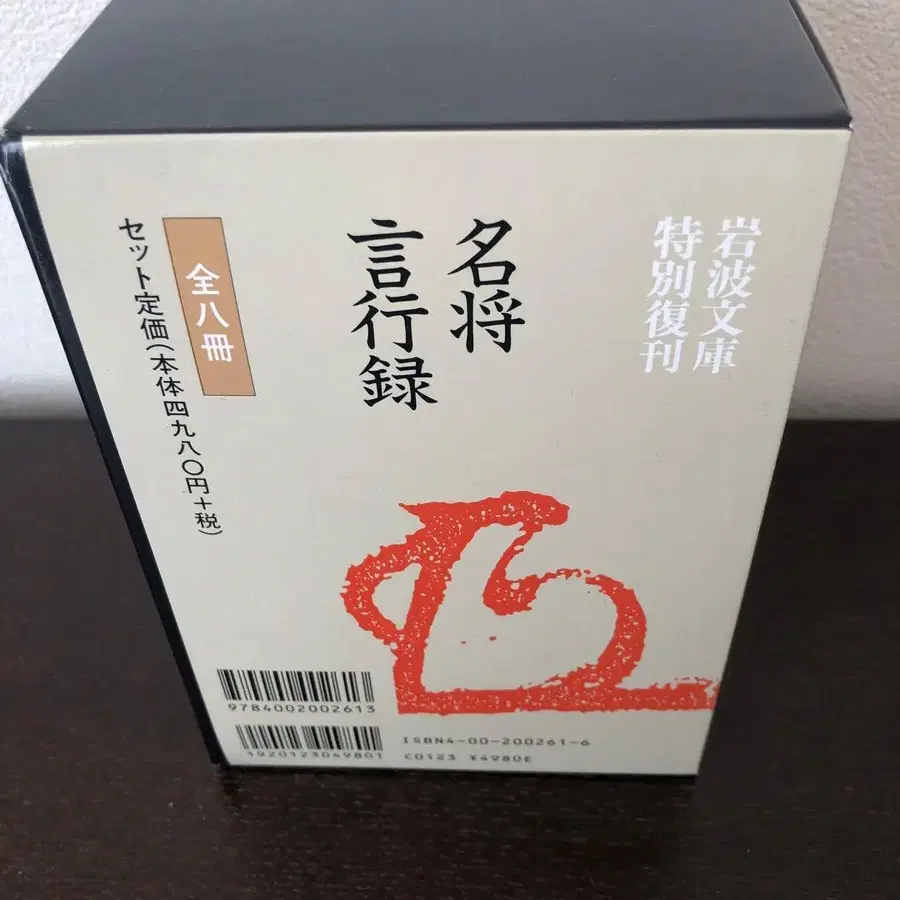 岩波文庫
特別復刊
名将
言行録
全八冊
セット定価(本体四九八〇円+税)
9784002002613
1920123049801
ISBN4-00-200261-6
C0123 ¥4980E